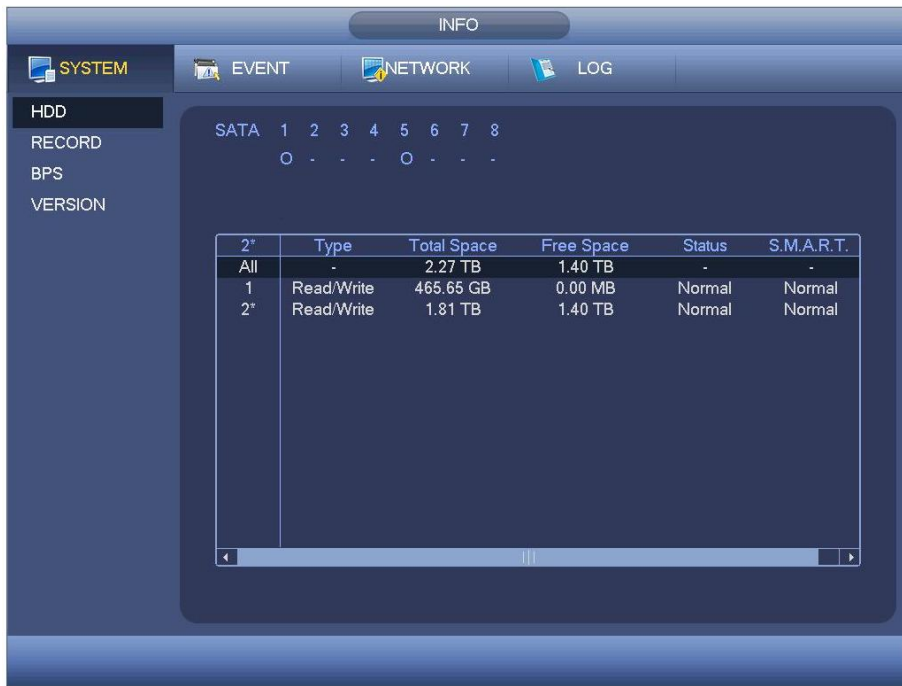 INFO
SYSTEM EVENT NETWORK LOG
HDD
RECORD
BPS
VERSION
SATA 1 2 3 4 5 6 7 8
O - - - O - - -
2* Type Total Space Free Space Status S.M.A.R.T.
All - 2.27 TB 1.40 TB - -
1 Read/Write 465.65 GB 0.00 MB Normal Normal
2* Read/Write 1.81 TB 1.40 TB Normal Normal